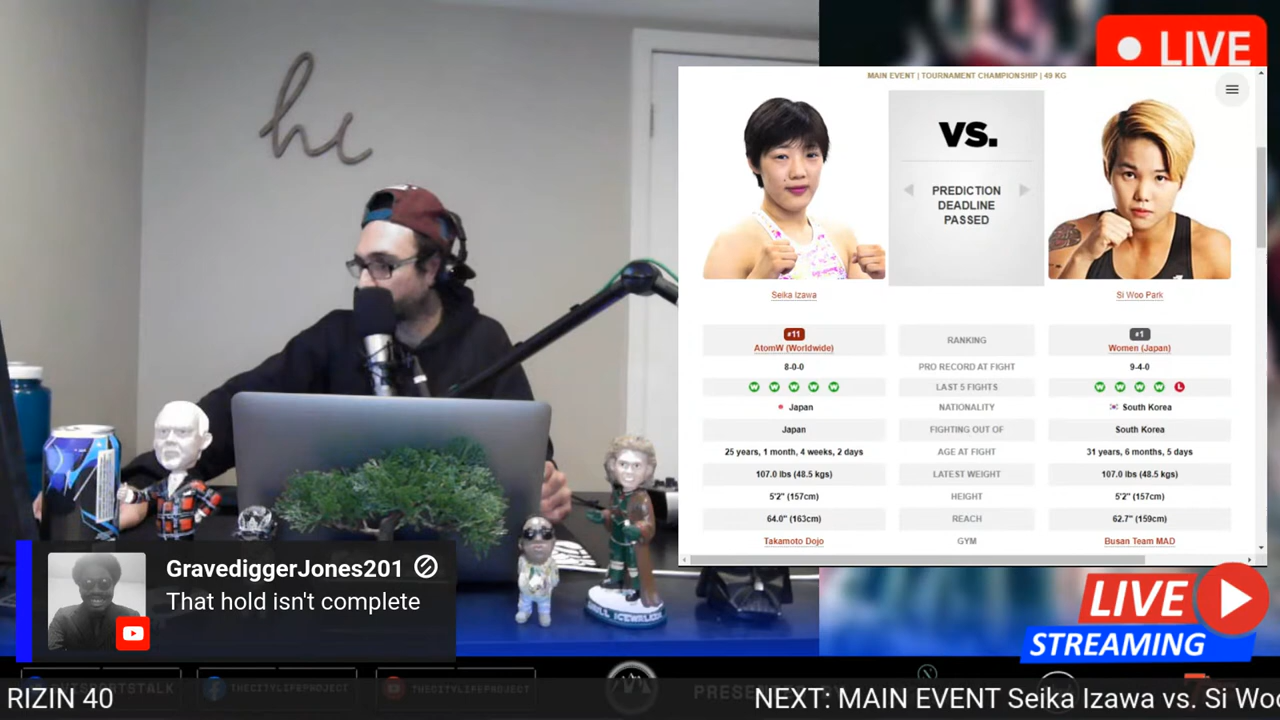 hi
LIVE
MAIN EVENT | TOURNAMENT CHAMPIONSHIP | 49 KG
VS.
PREDICTION
DEADLINE
PASSED
Seika Izawa
Si Woo Park
#11
AtomW (Worldwide)
RANKING
#1
Women (Japan)
8-0-0
PRO RECORD AT FIGHT
9-4-0
W W W W W
LAST 5 FIGHTS
W W W W L
Japan
NATIONALITY
South Korea
Japan
FIGHTING OUT OF
South Korea
25 years, 1 month, 4 weeks, 2 days
AGE AT FIGHT
31 years, 6 months, 5 days
107.0 lbs (48.5 kgs)
LATEST WEIGHT
107.0 lbs (48.5 kgs)
5'2" (157cm)
HEIGHT
5'2" (157cm)
64.0" (163cm)
REACH
62.7" (159cm)
Takamoto Dojo
GYM
Busan Team MAD
GravediggerJones201
That hold isn't complete
LIVE
STREAMING
THECITYLIFEPROJECT
THECITYLIFEPROJECT
RIZIN 40
NEXT: MAIN EVENT Seika Izawa vs. Si Woo